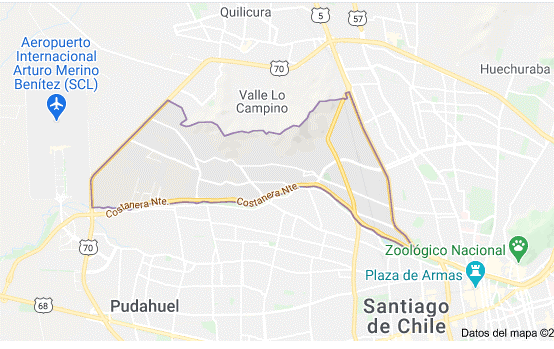 Quilicura
5
57
Aeropuerto
Internacional
Arturo Merino
Benítez (SCL)
70
Huechuraba
Valle Lo
Campino
Costanera Nte.
Costanera Nte.
70
Zoológico Nacional
Plaza de Armas
68
Pudahuel
Santiago
de Chile
Datos del mapa ©2